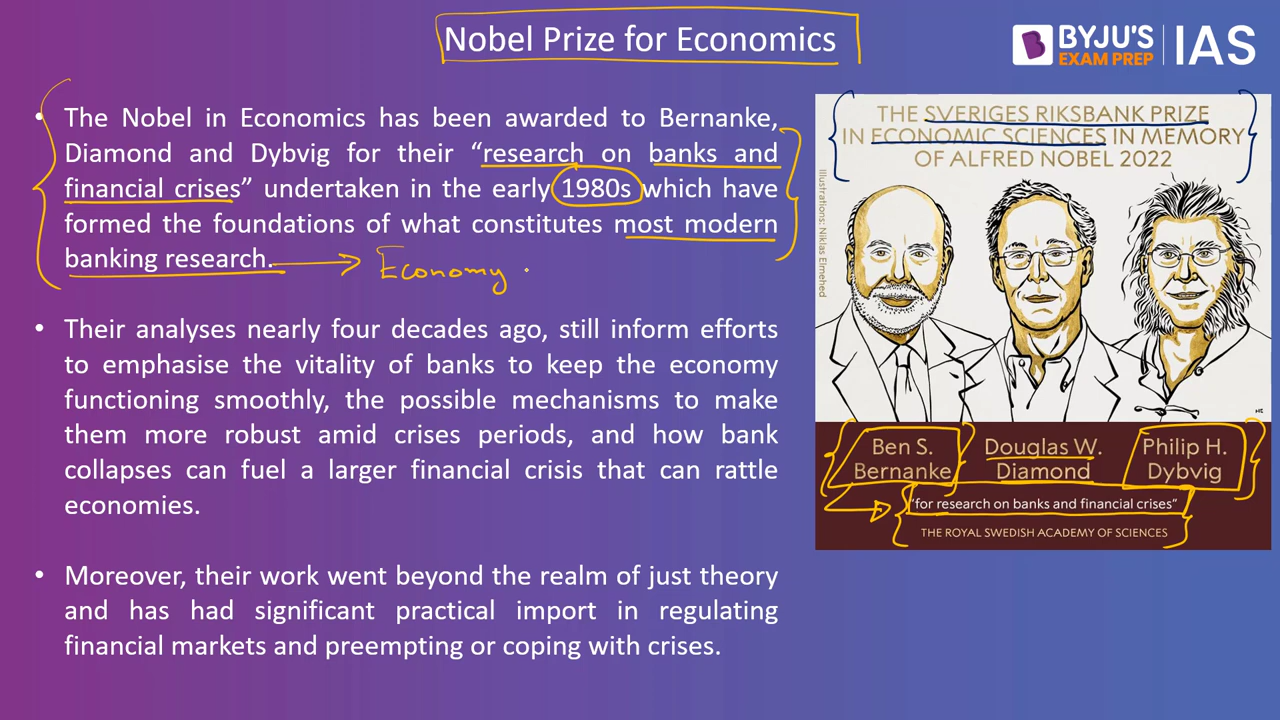 Nobel Prize for Economics
BYJU'S
EXAM PREP
IAS
• The Nobel in Economics has been awarded to Bernanke,
Diamond and Dybvig for their “research on banks and
financial crises” undertaken in the early 1980s which have
formed the foundations of what constitutes most modern
banking research.
Economy
• Their analyses nearly four decades ago, still inform efforts
to emphasise the vitality of banks to keep the economy
functioning smoothly, the possible mechanisms to make
them more robust amid crises periods, and how bank
collapses can fuel a larger financial crisis that can rattle
economies.
• Moreover, their work went beyond the realm of just theory
and has had significant practical import in regulating
financial markets and preempting or coping with crises.
THE SVERIGES RIKSBANK PRIZE
IN ECONOMIC SCIENCES IN MEMORY
OF ALFRED NOBEL 2022
Illustrations: Niklas Elmehed
Ben S.
Bernanke
Douglas W.
Diamond
Philip H.
Dybvig
“for research on banks and financial crises”
THE ROYAL SWEDISH ACADEMY OF SCIENCES